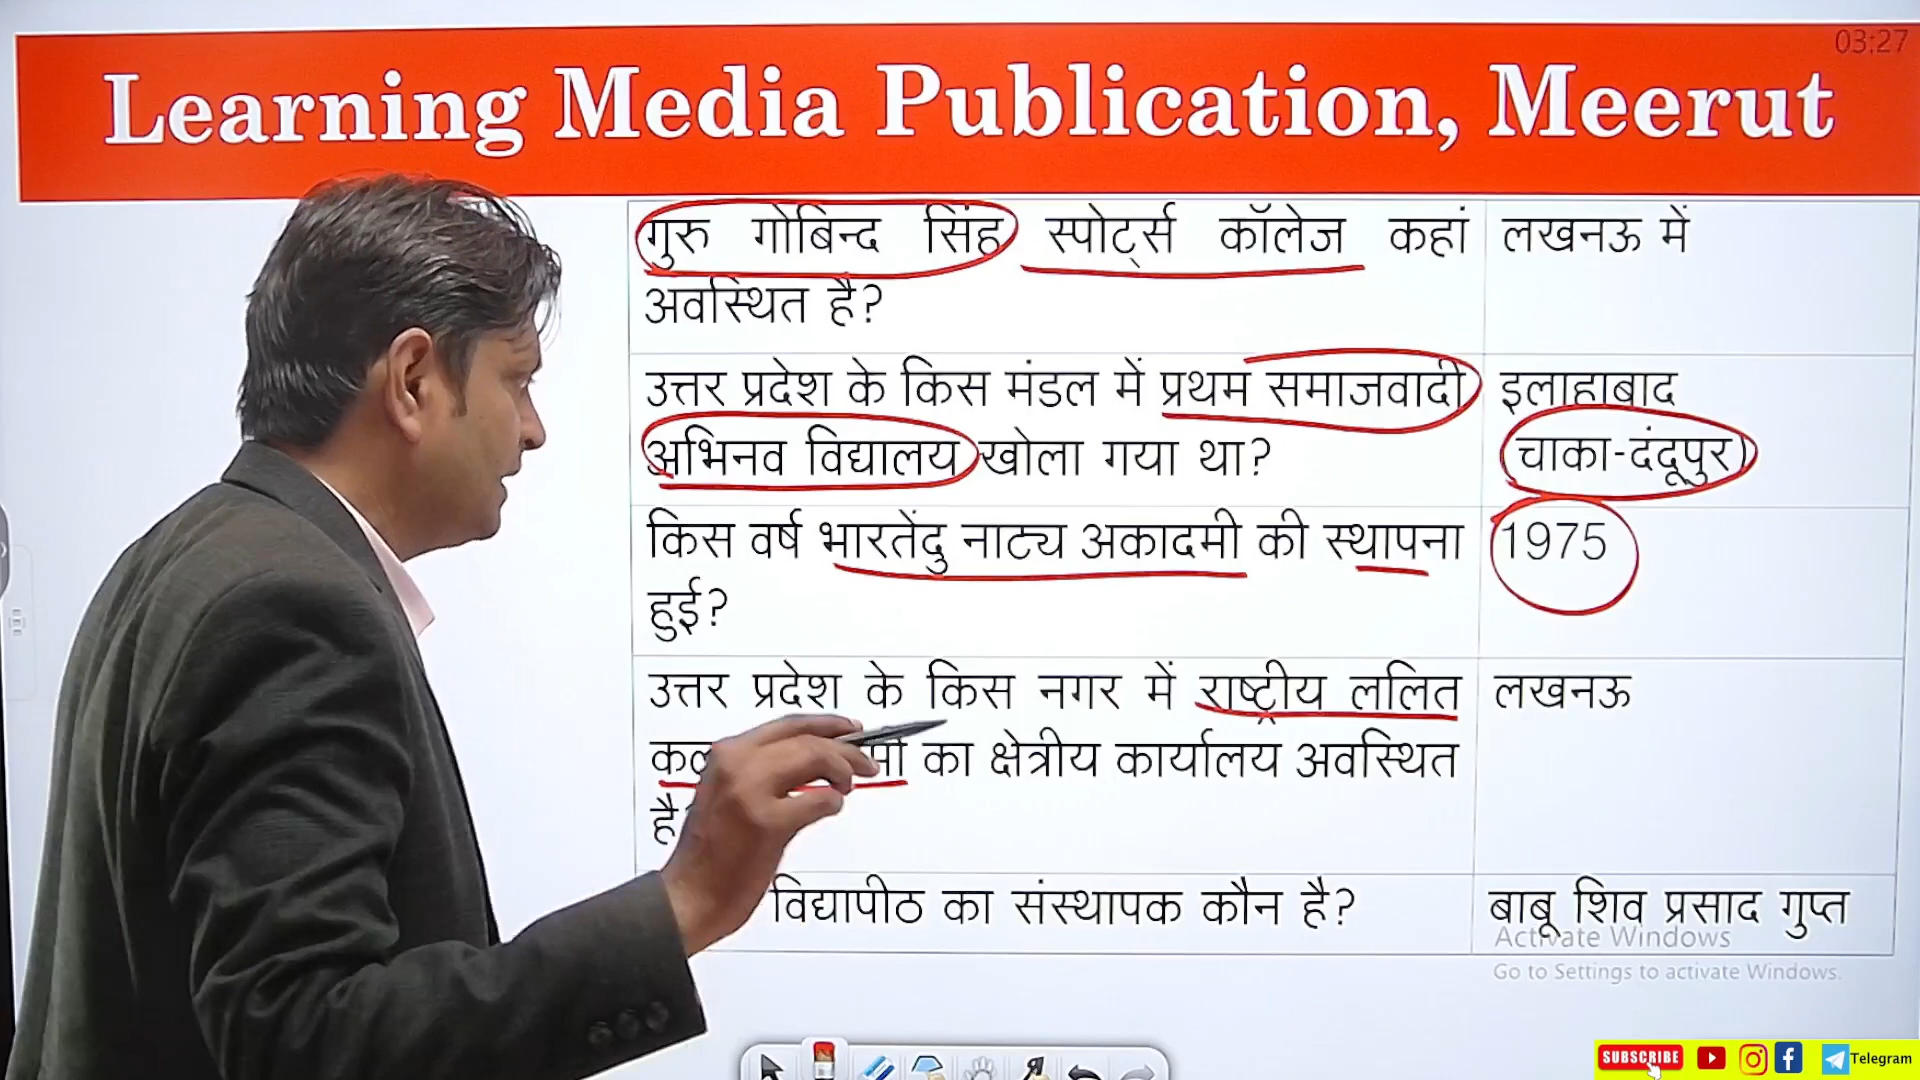 03:27
Learning Media Publication, Meerut
गुरु गोबिन्द सिंह स्पोर्ट्स कॉलेज कहां
अवस्थित है?
लखनऊ में
उत्तर प्रदेश के किस मंडल में प्रथम समाजवादी
अभिनव विद्यालय खोला गया था?
इलाहाबाद
चाका-दंदूपुर)
किस वर्ष भारतेंदु नाट्य अकादमी की स्थापना
हुई?
1975
उत्तर प्रदेश के किस नगर में राष्ट्रीय ललित
का क्षेत्रीय कार्यालय अवस्थित
है?
लखनऊ
विद्यापीठ का संस्थापक कौन है?
बाबू शिव प्रसाद गुप्त
Activate Windows
Go to Settings to activate Windows.
SUBSCRIBE
Telegram